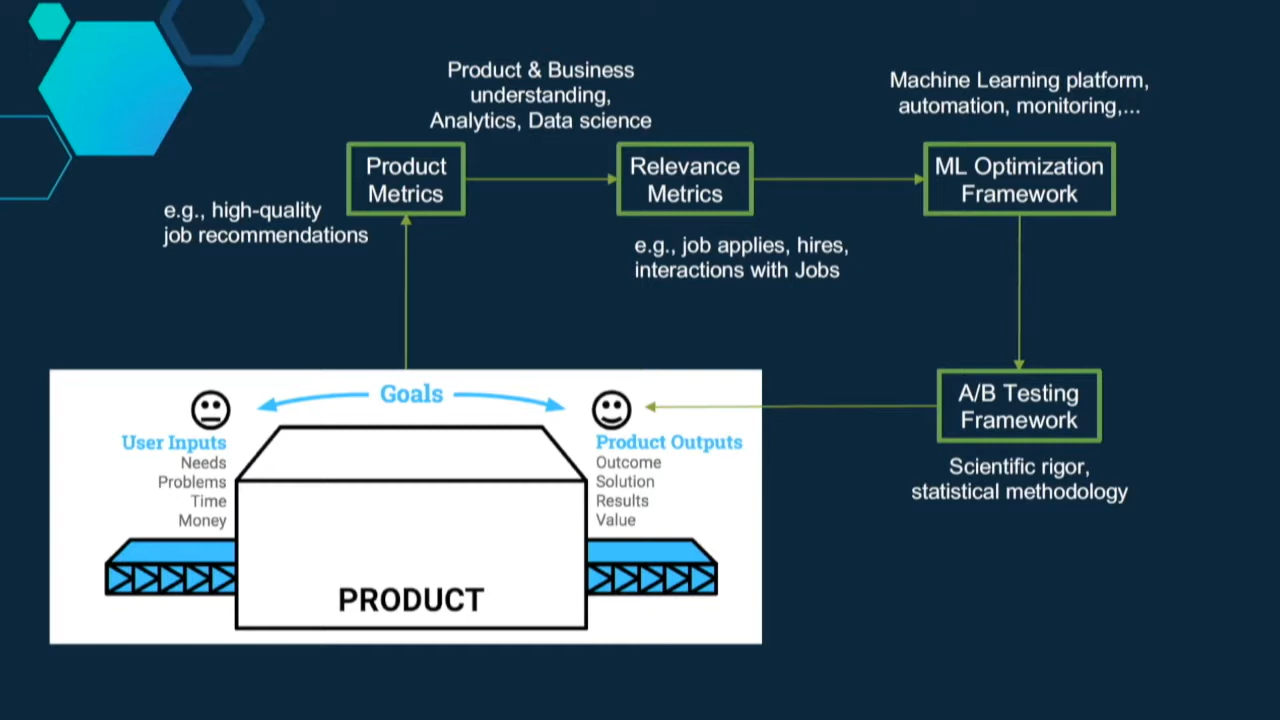 Product & Business
understanding,
Analytics, Data science
Machine Learning platform,
automation, monitoring,...
Product
Metrics
Relevance
Metrics
ML Optimization
Framework
e.g., high-quality
job recommendations
e.g., job applies, hires,
interactions with Jobs
Goals
User Inputs
Needs
Problems
Time
Money
Product Outputs
Outcome
Solution
Results
Value
PRODUCT
A/B Testing
Framework
Scientific rigor,
statistical methodology